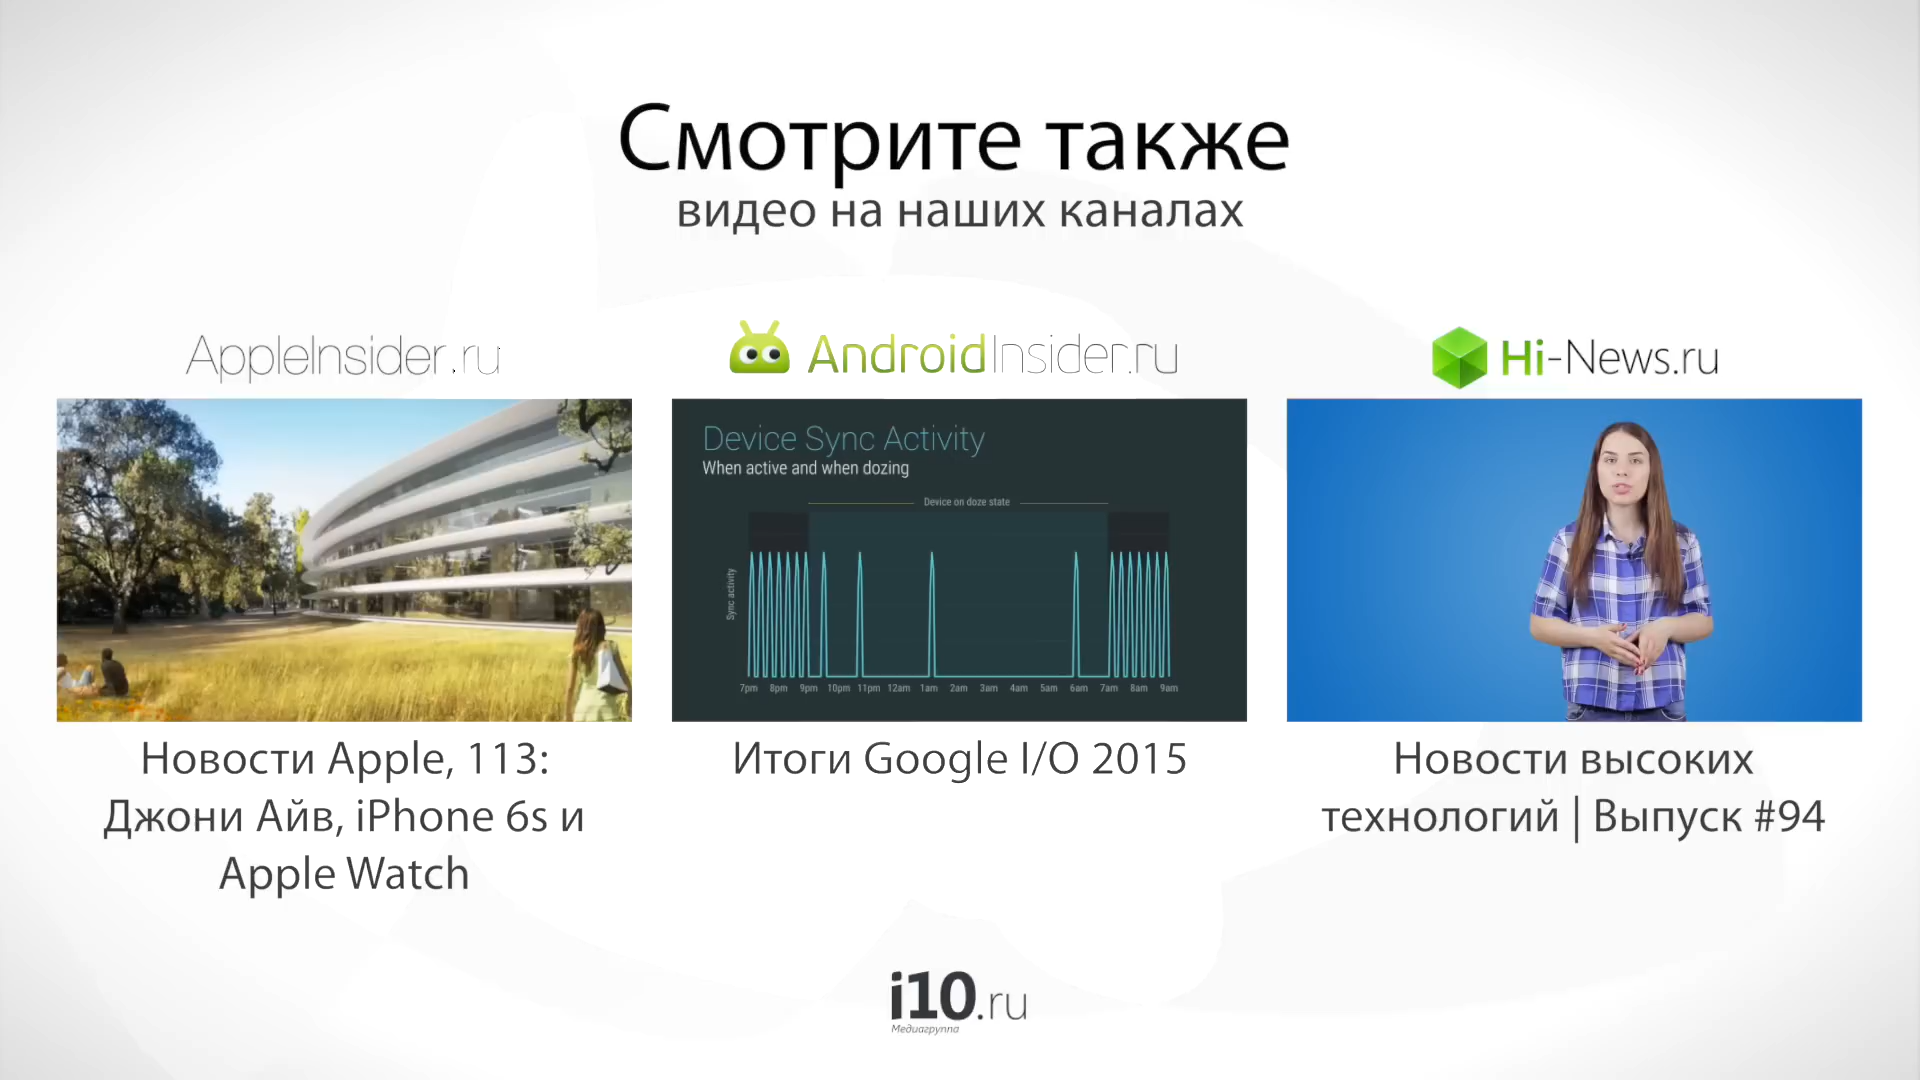 Смотрите также
видео на наших каналах
AppleInsider.ru
AndroidInsider.ru
Hi-News.ru
Device Sync Activity
When active and when dozing
Device on doze state
Sync activity
7pm 8pm 9pm 10pm 11pm 12am 1am 2am 3am 4am 5am 6am 7am 8am 9am
Новости Apple, 113:
Джони Айв, iPhone 6s и
Apple Watch
Итоги Google I/O 2015
Новости высоких
технологий | Выпуск #94
i10.ru
Медиагруппа